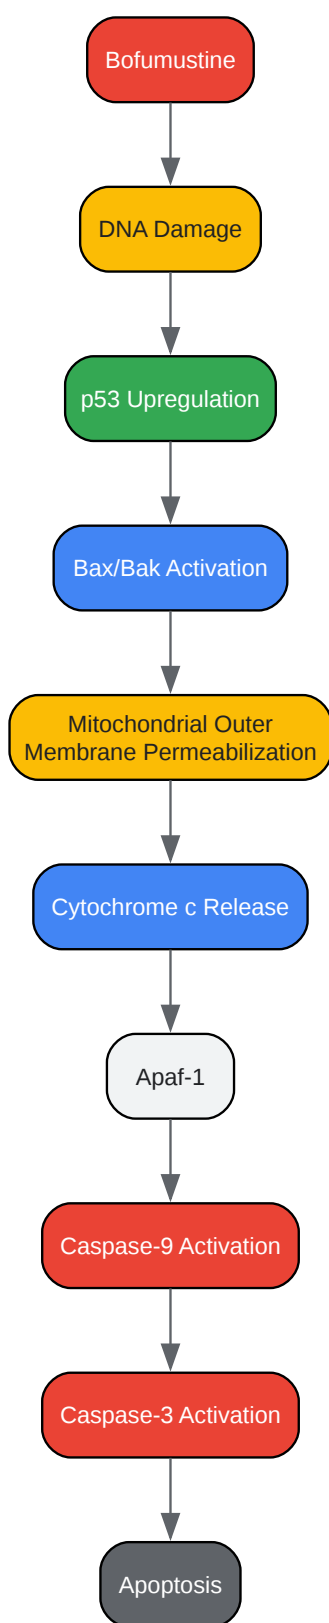 Bofumustine
DNA Damage
p53 Upregulation
Bax/Bak Activation
Mitochondrial Outer
Membrane Permeabilization
Cytochrome c Release
Apaf-1
Caspase-9 Activation
Caspase-3 Activation
Apoptosis